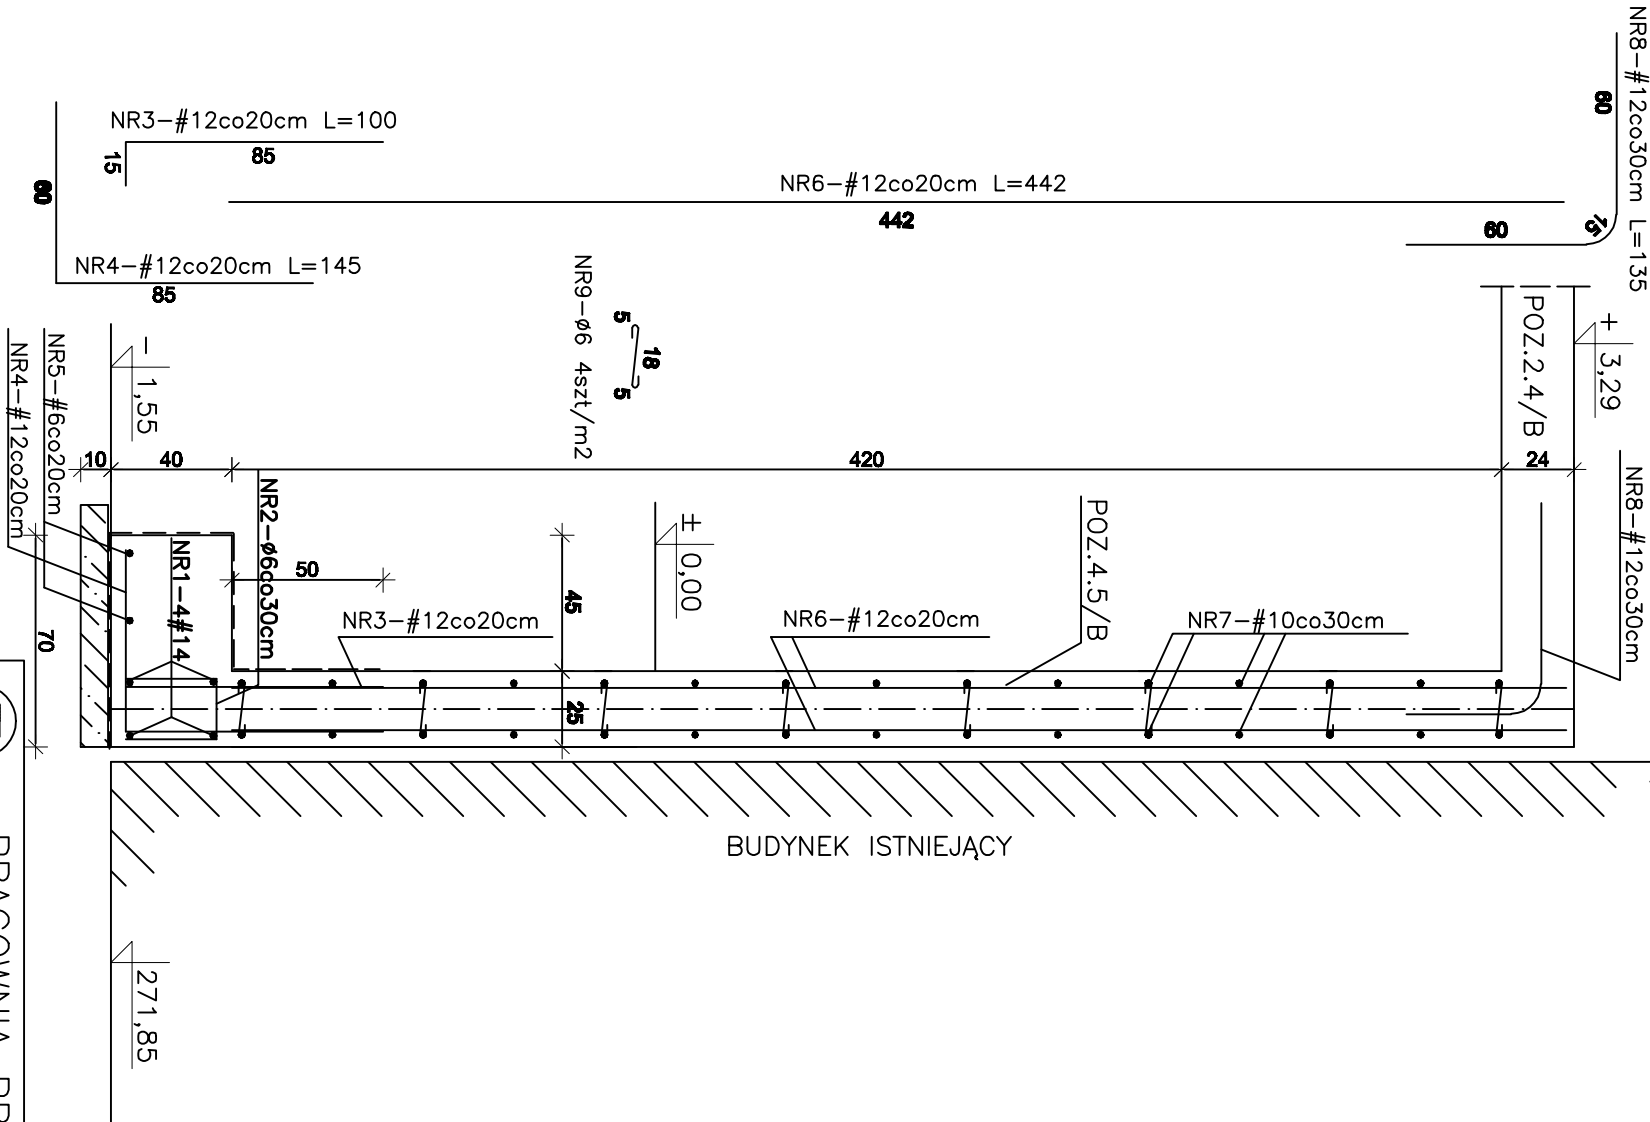 NR8-#12co30cm L=135
60
15
60
NR3-#12co20cm L=100
15
85
NR6-#12co20cm L=442
442
60
NR4-#12co20cm L=145
85
NR9-ø6 4szt/m2
5
18
5
POZ.2.4/B
+
3,29
-
1,55
NR5-#6co20cm
NR4-#12co20cm
10
40
420
24
NR8-#12co30cm
NR2-ø6co30cm
NR1-4#14
50
45
25
70
± 0,00
POZ.4.5/B
NR3-#12co20cm
NR6-#12co20cm
NR7-#10co30cm
BUDYNEK ISTNIEJĄCY
271,85
PRACOWNIA